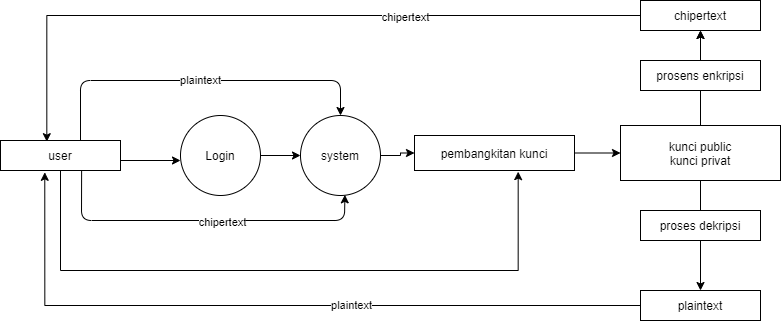 chipertext
chipertext
prosens enkripsi
plaintext
user
Login
system
pembangkitan kunci
kunci public
kunci privat
chipertext
proses dekripsi
plaintext
plaintext